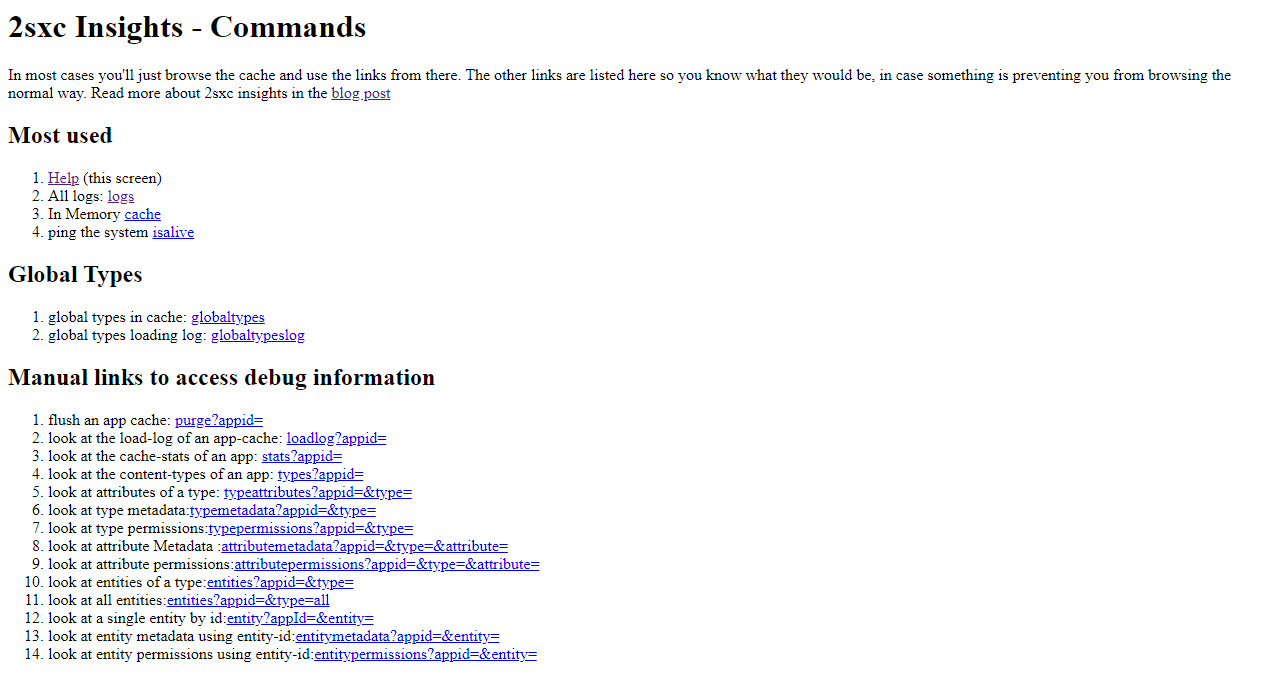 2sxc Insights - Commands
In most cases you'll just browse the cache and use the links from there. The other links are listed here so you know what they would be, in case something is preventing you from browsing the
normal way. Read more about 2sxc insights in the blog post
Most used
1. Help (this screen)
2. All logs: logs
3. In Memory cache
4. ping the system isalive
Global Types
1. global types in cache: globaltypes
2. global types loading log: globaltypeslog
Manual links to access debug information
1. flush an app cache: purge?appid=
2. look at the load-log of an app-cache: loadlog?appid=
3. look at the cache-stats of an app: stats?appid=
4. look at the content-types of an app: types?appid=
5. look at attributes of a type: typeattributes?appid=&type=
6. look at type metadata:typemetadata?appid=&type=
7. look at type permissions:typepermissions?appid=&type=
8. look at attribute Metadata :attributemetadata?appid=&type=&attribute=
9. look at attribute permissions:attributepermissions?appid=&type=&attribute=
10. look at entities of a type:entities?appid=&type=
11. look at all entities:entities?appid=&type=all
12. look at a single entity by id:entity?appId=&entity=
13. look at entity metadata using entity-id:entitymetadata?appid=&entity=
14. look at entity permissions using entity-id:entitypermissions?appid=&entity=